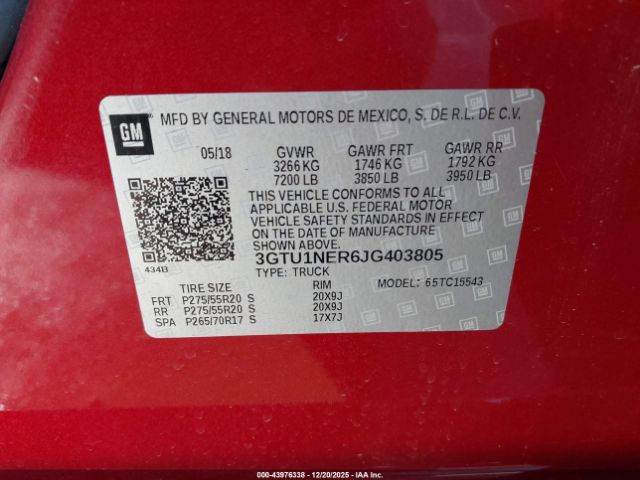 GM
MFD BY GENERAL MOTORS DE MEXICO, S. DE R.L. DE C.V.
05/18 GVWR GAWR FRT GAWR RR
3266 KG 1746 KG 1792 KG
7200 LB 3850 LB 3950 LB
THIS VEHICLE CONFORMS TO ALL
APPLICABLE U.S. FEDERAL MOTOR
VEHICLE SAFETY STANDARDS IN EFFECT
ON THE DATE OF MANUFACTURE
SHOWN ABOVE.
434B 3GTU1NER6JG403805
TYPE: TRUCK
TIRE SIZE RIM MODEL: 65TC15543
FRT P275/55R20 S 20X9J
RR P275/55R20 S 20X9J
SPA P265/70R17 S 17X7J
000-43976338 - 12/20/2025 - IAAI.COM